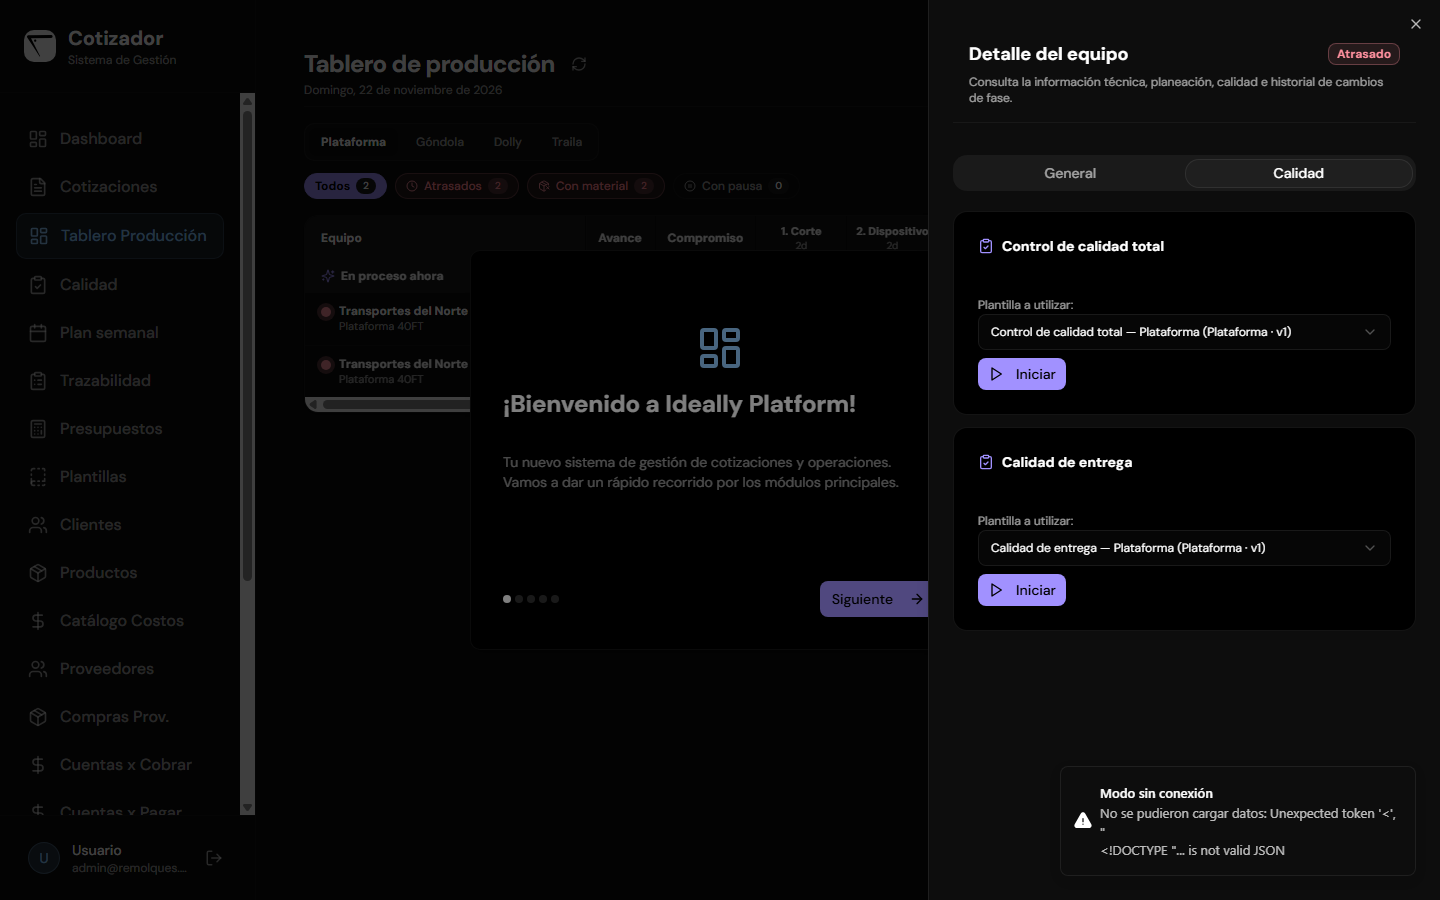 Cotizador
Sistema de Gestión
Dashboard
Cotizaciones
Tablero Producción
Calidad
Plan semanal
Trazabilidad
Presupuestos
Plantillas
Clientes
Productos
Catálogo Costos
Proveedores
Compras Prov.
Cuentas x Cobrar
Cuentas x Pagar
U
Usuario
admin@remolques....
Tablero de producción
Domingo, 22 de noviembre de 2026
Plataforma Góndola Dolly Tralla
Todos 2 Atrasados 2 Con material 2 Con pausa 0
Equipo Avance Compromiso 1. Corte 2d 2. Dispositivo 2d
En proceso ahora
Transportes del Norte
Plataforma 40FT
Transportes del Norte
Plataforma 40FT
¡Bienvenido a Ideally Platform!
Tu nuevo sistema de gestión de cotizaciones y operaciones.
Vamos a dar un rápido recorrido por los módulos principales.
Siguiente
Detalle del equipo
Atrasado
Consulta la información técnica, planeación, calidad e historial de cambios
de fase.
General Calidad
Control de calidad total
Plantilla a utilizar:
Control de calidad total — Plataforma (Plataforma · v1)
Iniciar
Calidad de entrega
Plantilla a utilizar:
Calidad de entrega — Plataforma (Plataforma · v1)
Iniciar
Modo sin conexión
No se pudieron cargar datos: Unexpected token '<',
"
<!DOCTYPE "... is not valid JSON